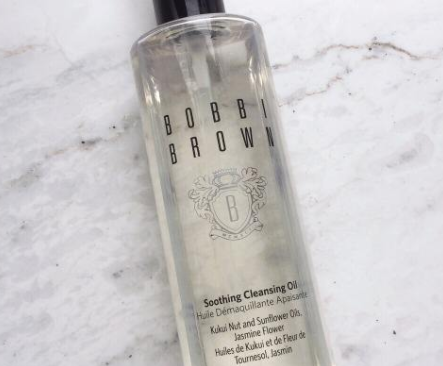 BOBBI
BROWN
B
Soothing Cleansing Oil
Huile Démaquillante Apaisante
Kukui Nut and Sunflower Oils,
Jasmine Flower
Huiles de Kukui et de Fleur de
Tournesol, Jasmin